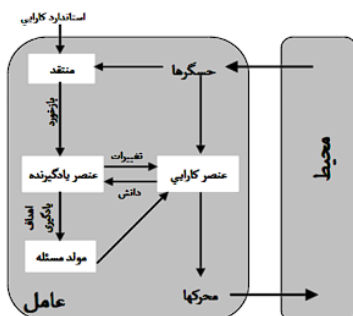 استاندارد کارایی
منتقد
حسگرها
بازخورد
تغییرات
عنصر یادگیرنده
عنصر کارایی
دانش
اهداف
یادگیری
مولد مسئله
محرکها
عامل
محیط